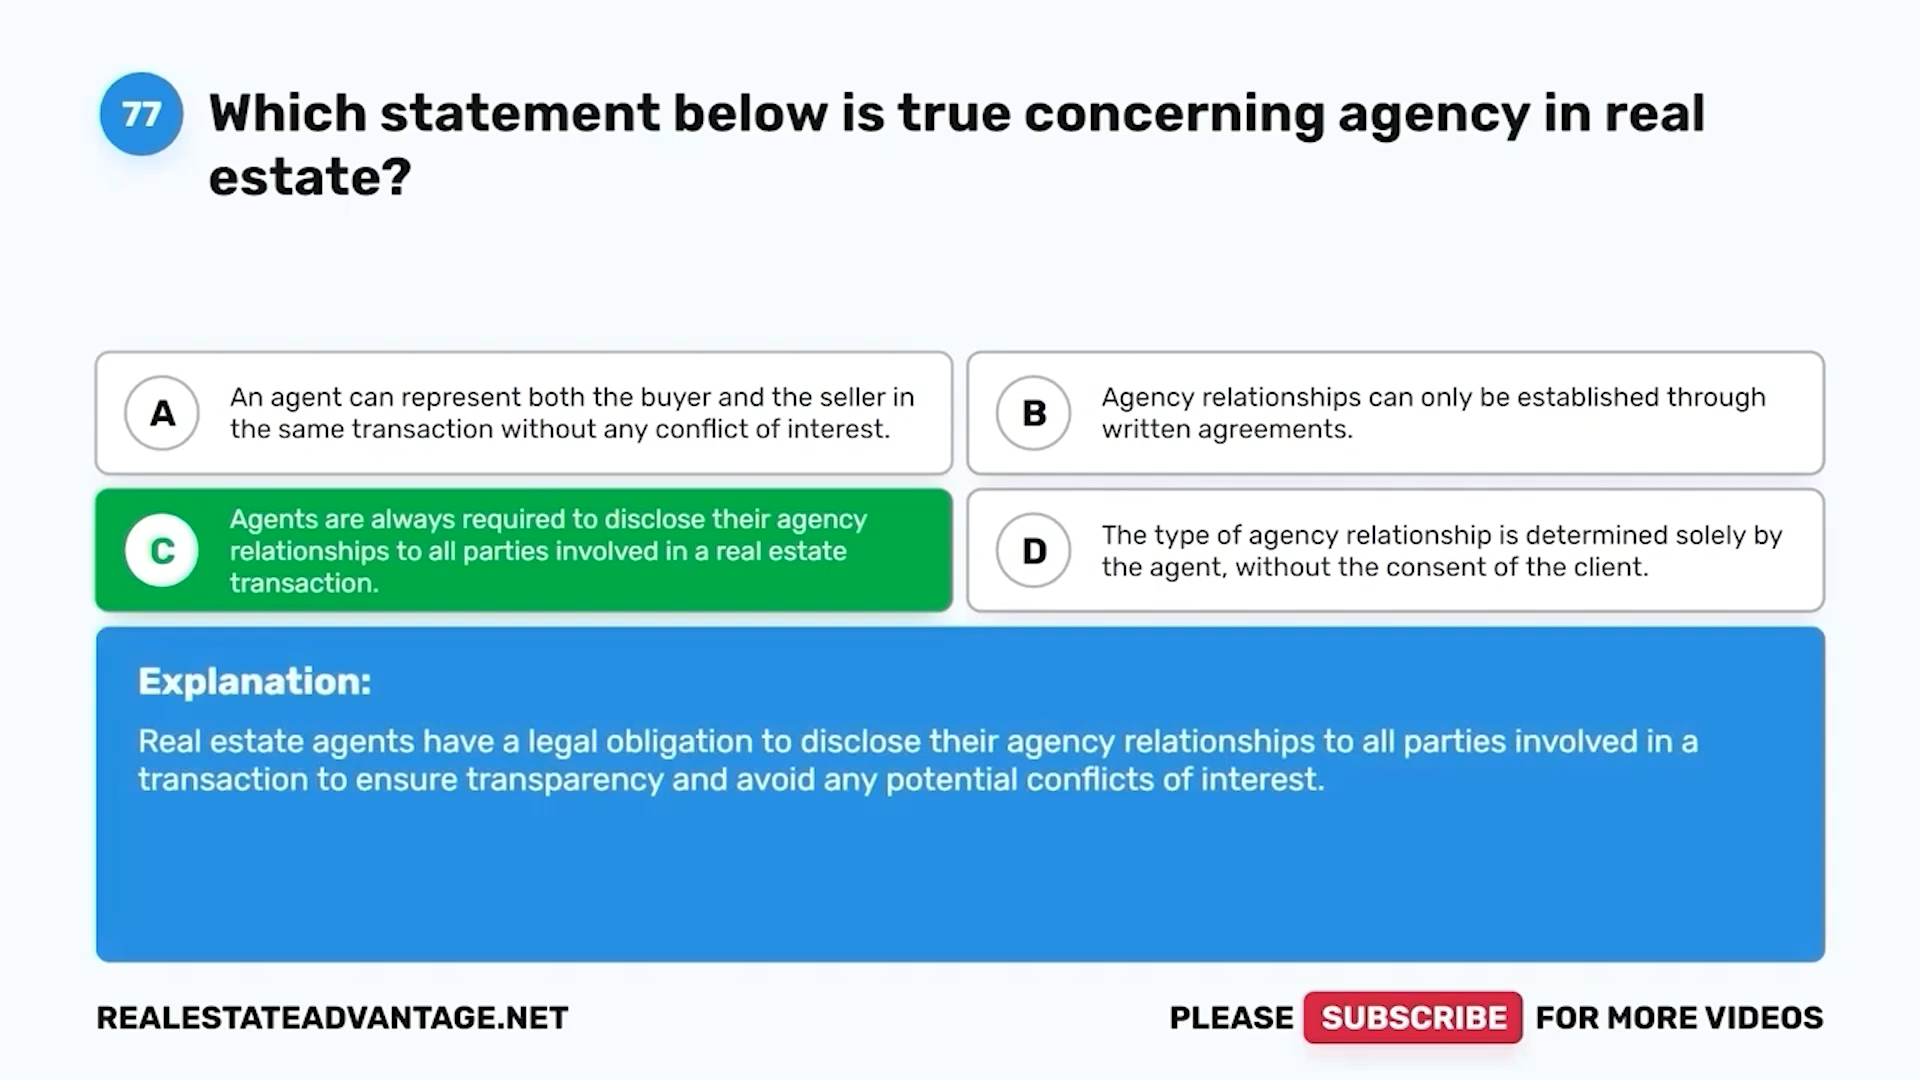 77
Which statement below is true concerning agency in real
estate?
A
An agent can represent both the buyer and the seller in
the same transaction without any conflict of interest.
B
Agency relationships can only be established through
written agreements.
C
Agents are always required to disclose their agency
relationships to all parties involved in a real estate
transaction.
D
The type of agency relationship is determined solely by
the agent, without the consent of the client.
Explanation:
Real estate agents have a legal obligation to disclose their agency relationships to all parties involved in a
transaction to ensure transparency and avoid any potential conflicts of interest.
REALESTATEADVANTAGE.NET
PLEASE SUBSCRIBE FOR MORE VIDEOS